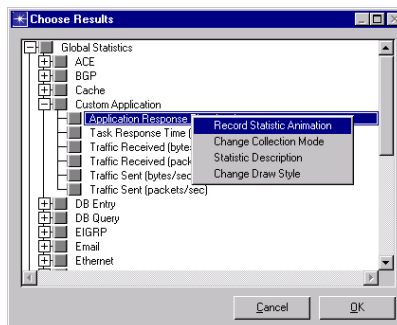 Choose Results
Global Statistics
ACE
BGP
Cache
Custom Application
Application Response
Record Statistic Animation
Task Response Time (
Change Collection Mode
Traffic Received (byte
Statistic Description
Traffic Received (pack
Change Draw Style
Traffic Sent (bytes/sec
Traffic Sent (packets/sec)
DB Entry
DB Query
EIGRP
Email
Ethernet
Cancel
OK